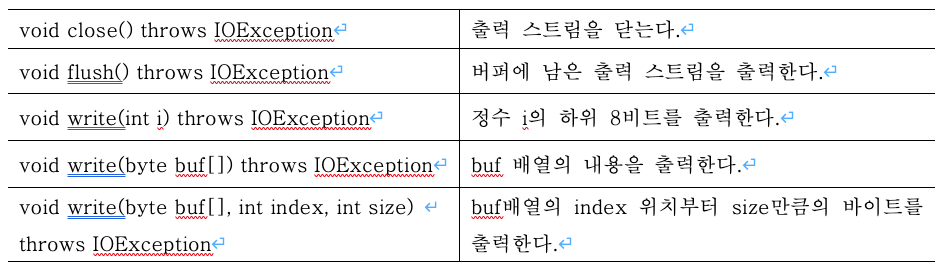 void close() throws IOException
출력 스트림을 닫는다.
void flush() throws IOException
버퍼에 남은 출력 스트림을 출력한다.
void write(int i) throws IOException
정수 i의 하위 8비트를 출력한다.
void write(byte buf[]) throws IOException
buf 배열의 내용을 출력한다.
void write(byte buf[], int index, int size)
throws IOException
buf배열의 index 위치부터 size만큼의 바이트를
출력한다.